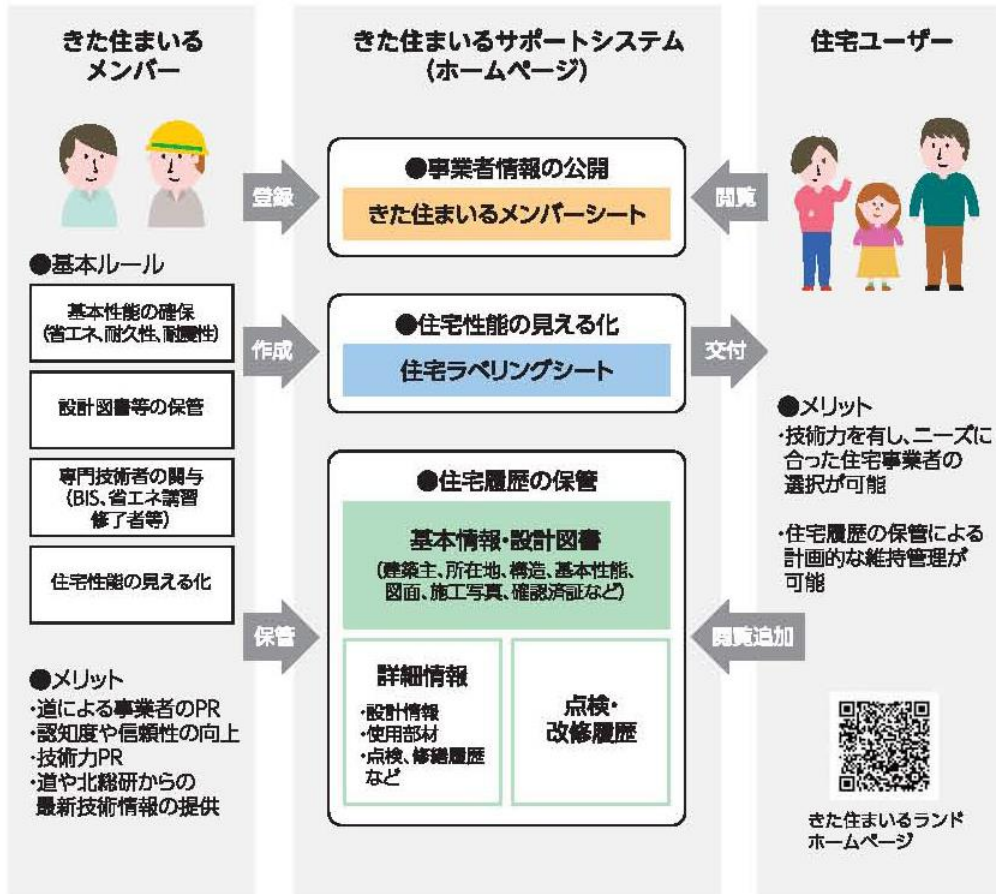 きた住まいる
メンバー
●基本ルール
基本性能の確保
(省エネ、耐久性、耐震性)
設計図書等の保管
専門技術者の関与
(BIS、省エネ講習
修了者等)
住宅性能の見える化
●メリット
・道による事業者のPR
・認知度や信頼性の向上
・技術力PR
・道や北総研からの
最新技術情報の提供
登録
作成
保管
きた住まいるサポートシステム
(ホームページ)
●事業者情報の公開
きた住まいるメンバーシート
●住宅性能の見える化
住宅ラベリングシート
●住宅履歴の保管
基本情報・設計図書
(建築主、所在地、構造、基本性能、
図面、施工写真、確認済証など)
詳細情報
・設計情報
・使用部材
・点検、修繕履歴
など
点検・
改修履歴
閲覧
交付
閲覧追加
住宅ユーザー
●メリット
・技術力を有し、ニーズに
合った住宅事業者の
選択が可能
・住宅履歴の保管による
計画的な維持管理が
可能
きた住まいるランド
ホームページ